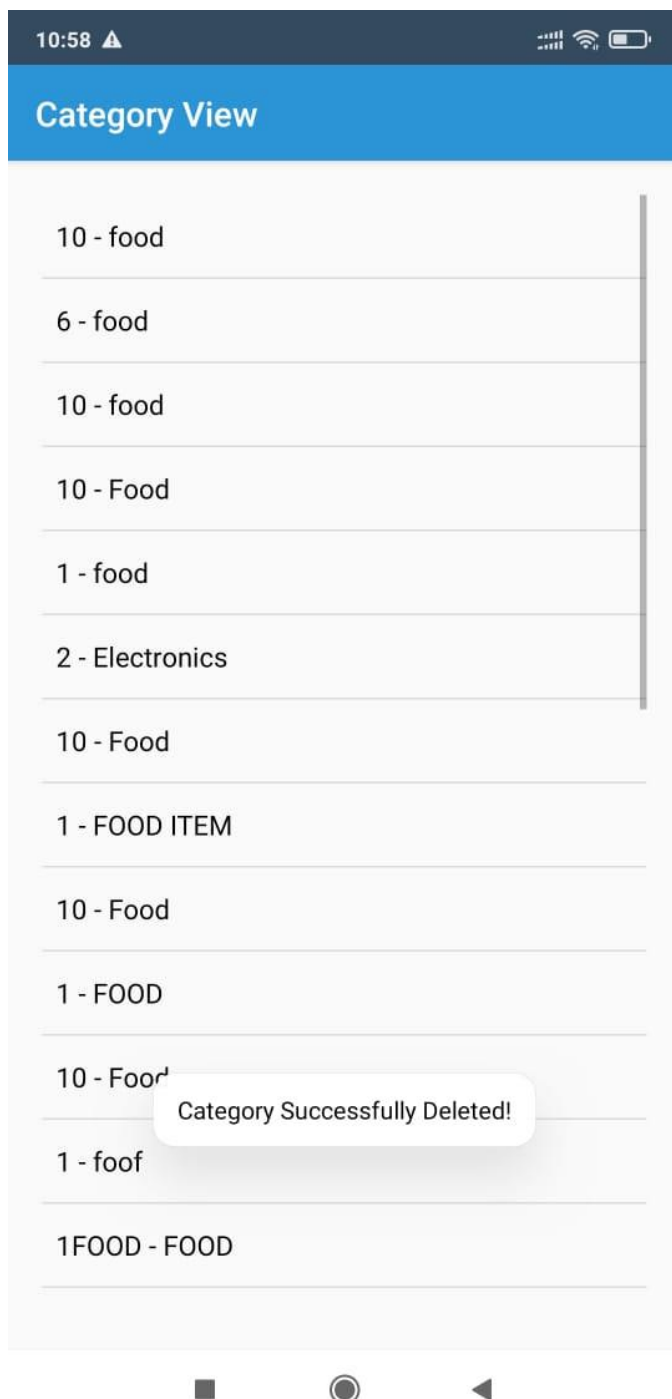 10:58
Category View
10 - food
6 - food
10 - food
10 - Food
1 - food
2 - Electronics
10 - Food
1 - FOOD ITEM
10 - Food
1 - FOOD
10 - Food
Category Successfully Deleted!
1 - foof
1FOOD - FOOD